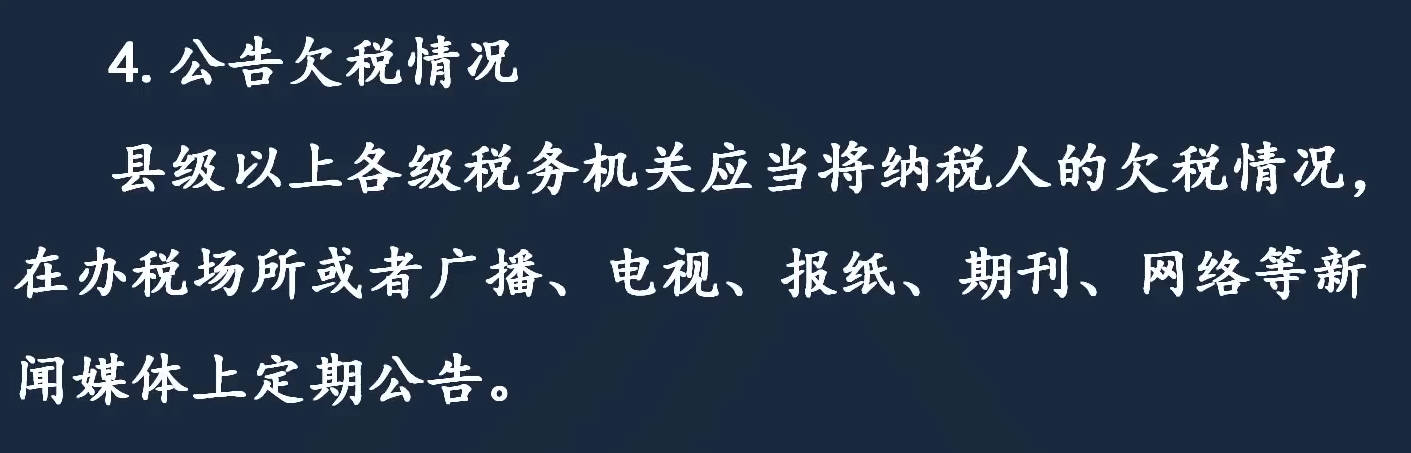 4. 公告欠税情况
县级以上各级税务机关应当将纳税人的欠税情况，
在办税场所或者广播、电视、报纸、期刊、网络等新
闻媒体上定期公告。